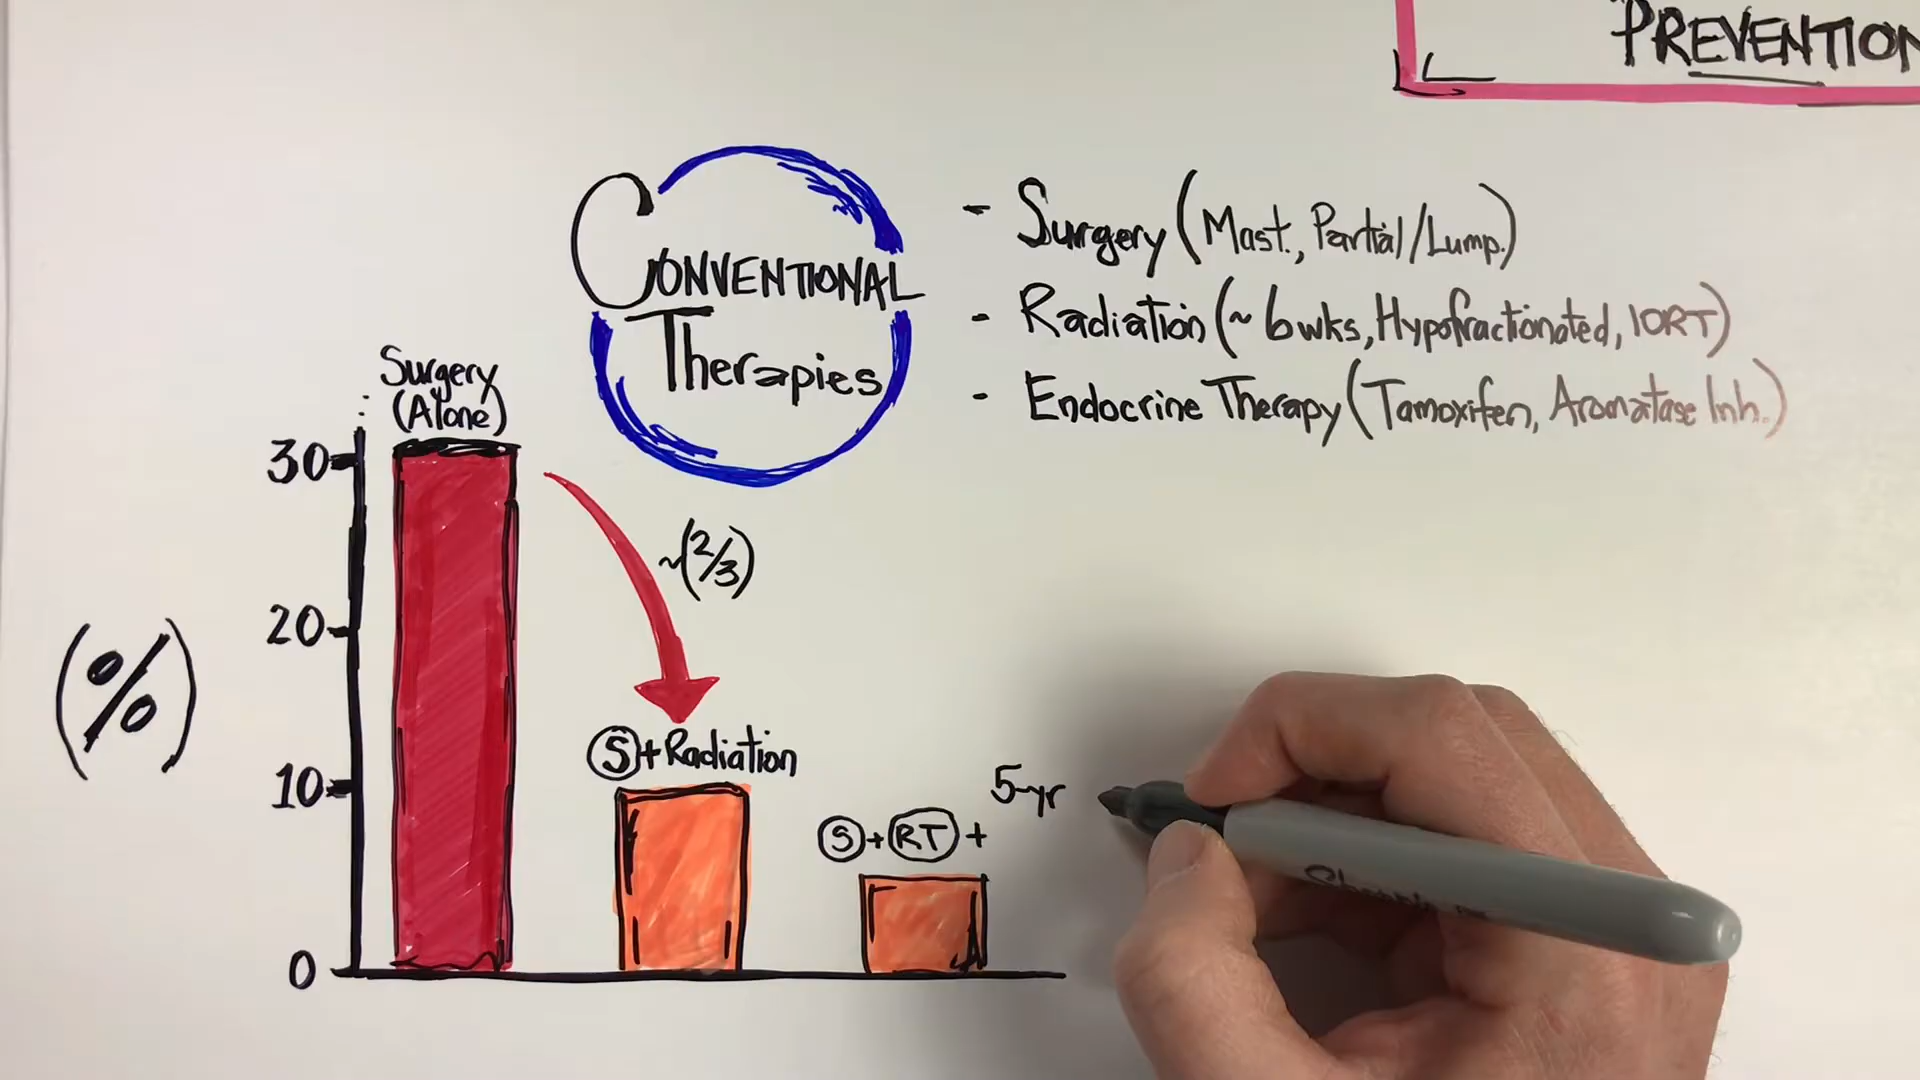 PREVENTION
CONVENTIONAL
Therapies
- Surgery (Mast., Partial/Lump.)
- Radiation (~ 6wks, Hypofractionated, IORT)
- Endocrine Therapy (Tamoxifen, Aromatase Inh.)
Surgery
(Alone)
30
20
10
0
(%)
~(2/3)
S + Radiation
S + RT +
5-yr
Sharpie